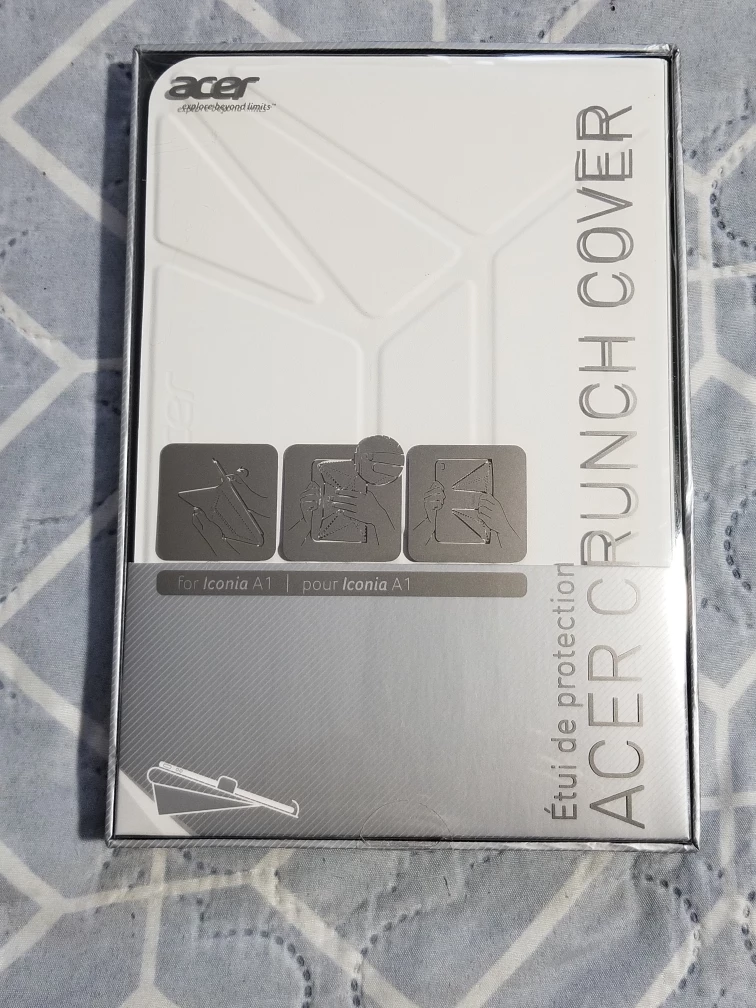 acer
explore beyond limits™
for Iconia A1 | pour Iconia A1
Étui de protection
ACER CRUNCH COVER